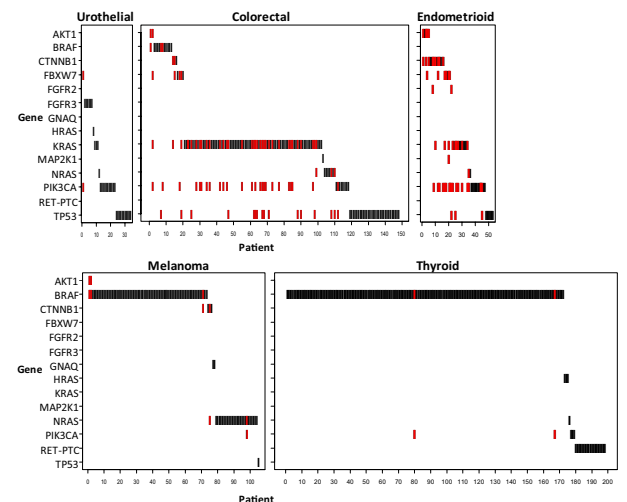 Urothelial Colorectal Endometrioid
AKT1
BRAF
CTNNB1
FBXW7
FGFR2
FGFR3
Gene GNAQ
HRAS
KRAS
MAP2K1
NRAS
PIK3CA
RET-PTC
TP53
0 10 20 30 0 10 20 30 40 50 60 70 80 90 100 110 120 130 140 150 0 10 20 30 40 50
Patient
Melanoma Thyroid
AKT1
BRAF
CTNNB1
FBXW7
FGFR2
FGFR3
Gene GNAQ
HRAS
KRAS
MAP2K1
NRAS
PIK3CA
RET-PTC
TP53
0 10 20 30 40 50 60 70 80 90 100 0 10 20 30 40 50 60 70 80 90 100 110 120 130 140 150 160 170 180 190 200
Patient